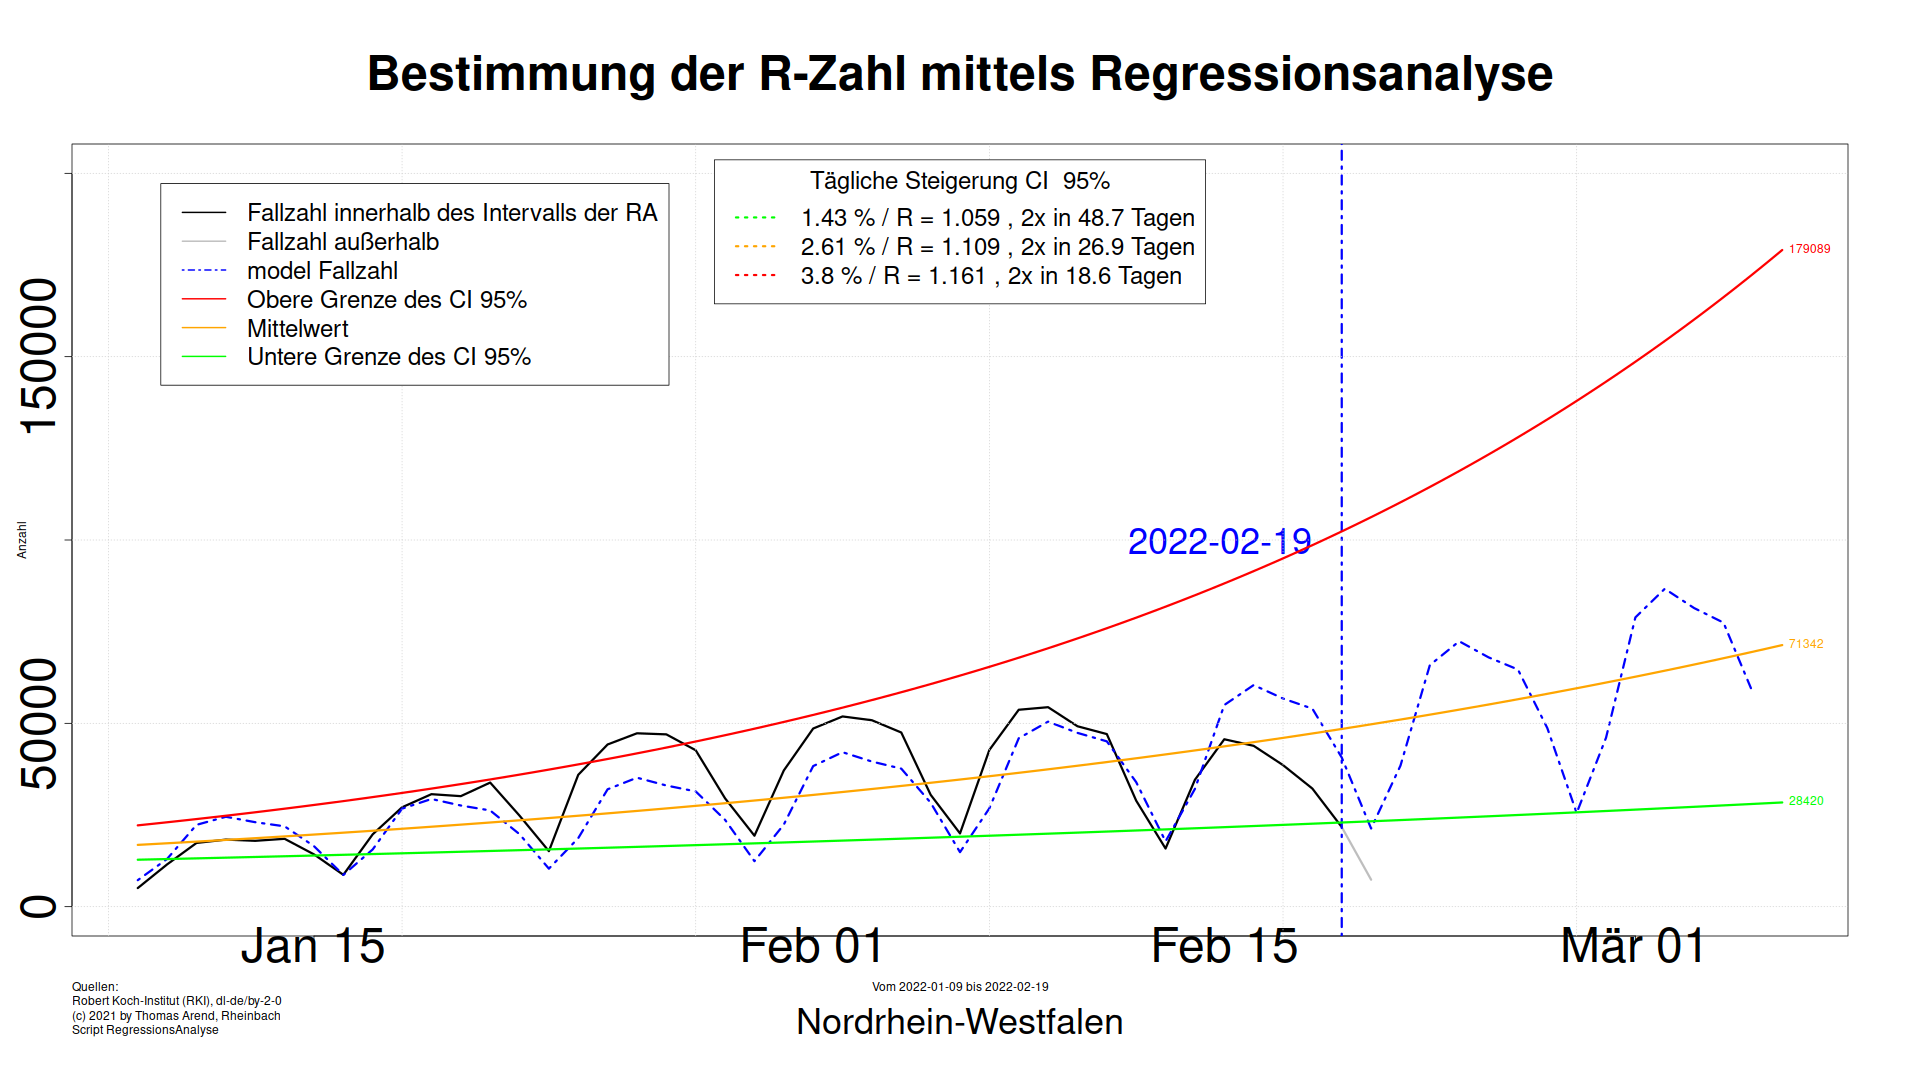 Bestimmung der R-Zahl mittels Regressionsanalyse
Fallzahl innerhalb des Intervalls der RA
Fallzahl außerhalb
model Fallzahl
Obere Grenze des CI 95%
Mittelwert
Untere Grenze des CI 95%
Tägliche Steigerung CI  95%
1.43 % / R = 1.059 , 2x in 48.7 Tagen
2.61 % / R = 1.109 , 2x in 26.9 Tagen
3.8 % / R = 1.161 , 2x in 18.6 Tagen
179089
150000
2022-02-19
Anzahl
71342
50000
28420
0
Jan 15
Feb 01
Feb 15
Mär 01
Quellen:
Robert Koch-Institut (RKI), dl-de/by-2-0
(c) 2021 by Thomas Arend, Rheinbach
Script RegressionsAnalyse
Vom 2022-01-09 bis 2022-02-19
Nordrhein-Westfalen